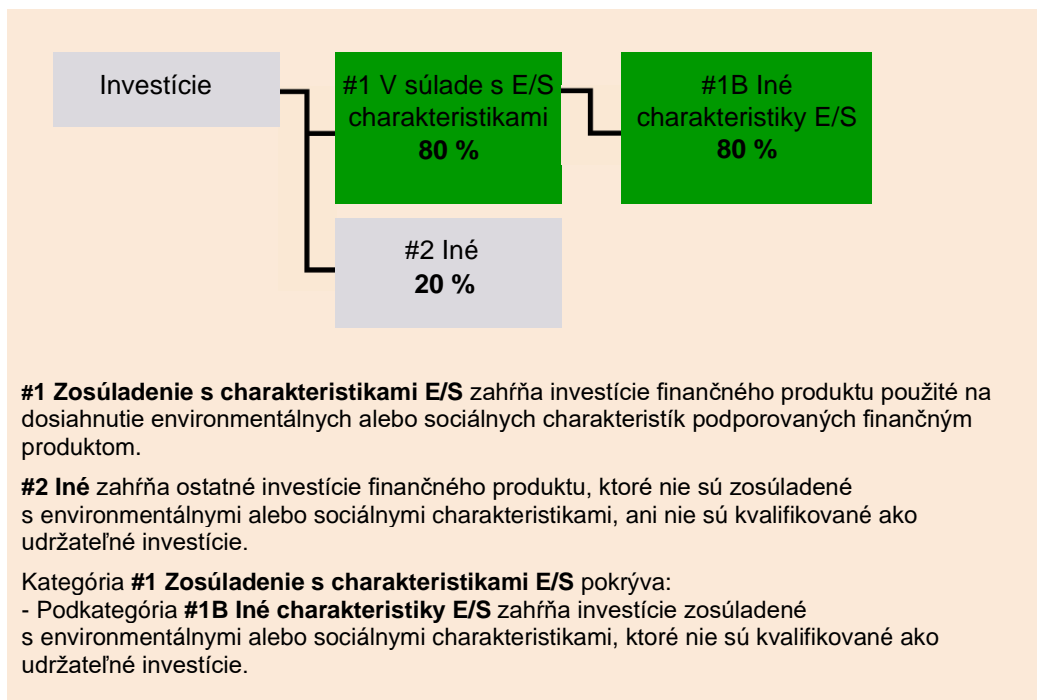 Investície
#1 V súlade s E/S
charakteristikami
80 %
#1B Iné
charakteristiky E/S
80 %
#2 Iné
20 %
#1 Zosúladenie s charakteristikami E/S zahŕňa investície finančného produktu použité na
dosiahnutie environmentálnych alebo sociálnych charakteristík podporovaných finančným
produktom.
#2 Iné zahŕňa ostatné investície finančného produktu, ktoré nie sú zosúladené
s environmentálnymi alebo sociálnymi charakteristikami, ani nie sú kvalifikované ako
udržateľné investície.
Kategória #1 Zosúladenie s charakteristikami E/S pokrýva:
- Podkategória #1B Iné charakteristiky E/S zahŕňa investície zosúladené
s environmentálnymi alebo sociálnymi charakteristikami, ktoré nie sú kvalifikované ako
udržateľné investície.